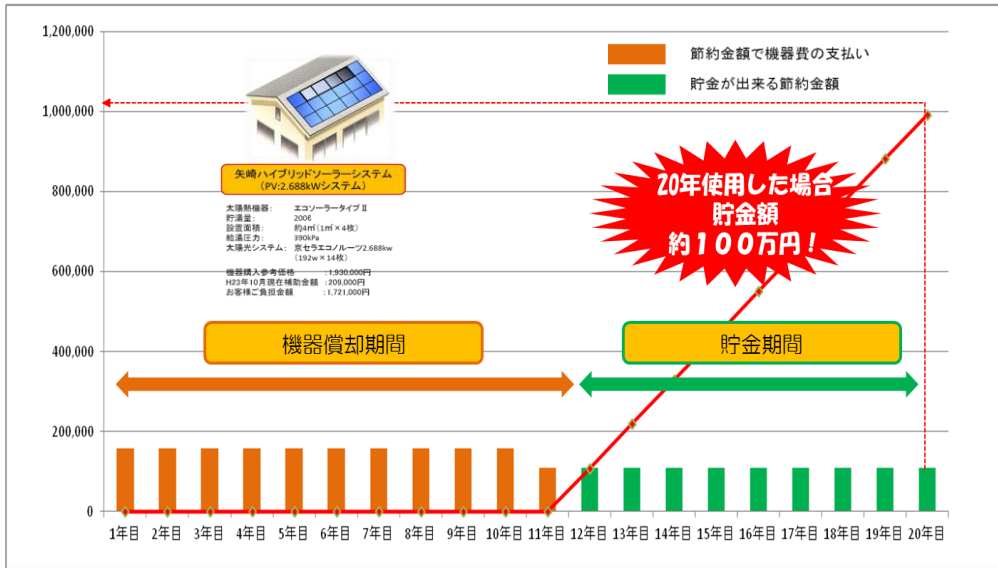 1,200,000
1,000,000
800,000
600,000
400,000
200,000
0
節約金額で機器費の支払い
貯金が出来る節約金額
矢崎ハイブリッドソーラーシステム
(PV:2.688kWシステム)
太陽熱機器: エコソーラータイプⅡ
貯湯量: 200ℓ
設置面積: 約4㎡(1㎡×4枚)
給湯圧力: 390kPa
太陽光システム: 京セラエコノルーツ2.688kw
(192w×14枚)
機器購入参考価格 :1,930,000円
H23年10月現在補助金額 :209,000円
お客様ご負担金額 :1,721,000円
20年使用した場合
貯金額
約100万円!
機器償却期間
貯金期間
1年目 2年目 3年目 4年目 5年目 6年目 7年目 8年目 9年目 10年目 11年目 12年目 13年目 14年目 15年目 16年目 17年目 18年目 19年目 20年目